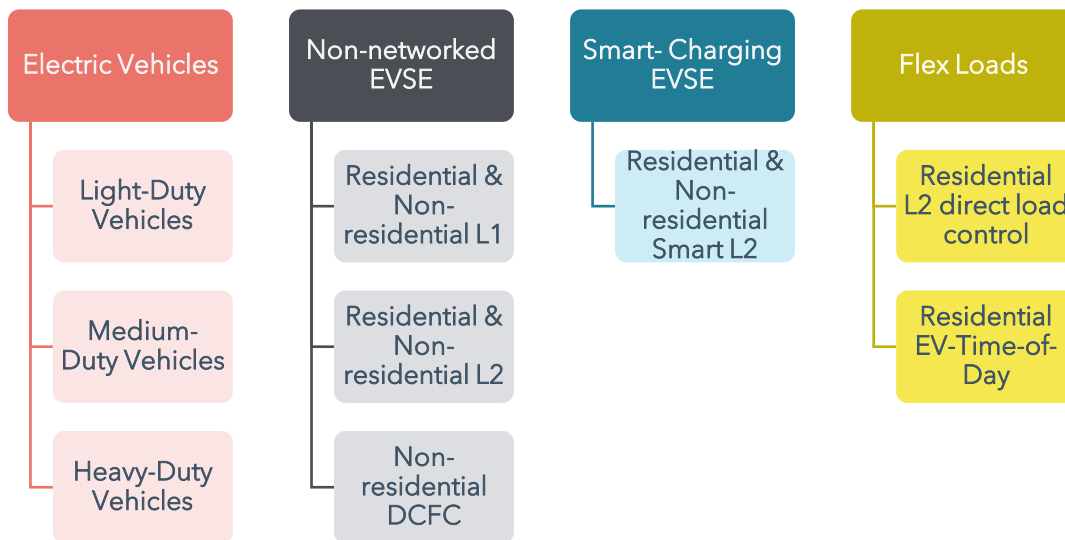 Electric Vehicles
Light-Duty
Vehicles
Medium-
Duty Vehicles
Heavy-Duty
Vehicles
Non-networked
EVSE
Residential &
Non-
residential L1
Residential &
Non-
residential L2
Non-
residential
DCFC
Smart- Charging
EVSE
Residential &
Non-
residential
Smart L2
Flex Loads
Residential
L2 direct load
control
Residential
EV-Time-of-
Day